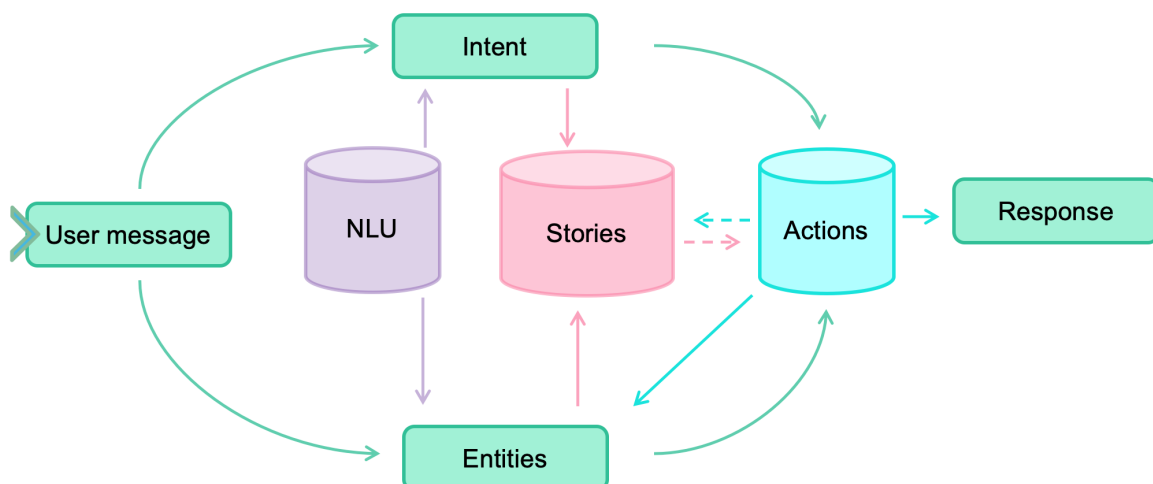 Intent
User message
NLU
Stories
Actions
Response
Entities